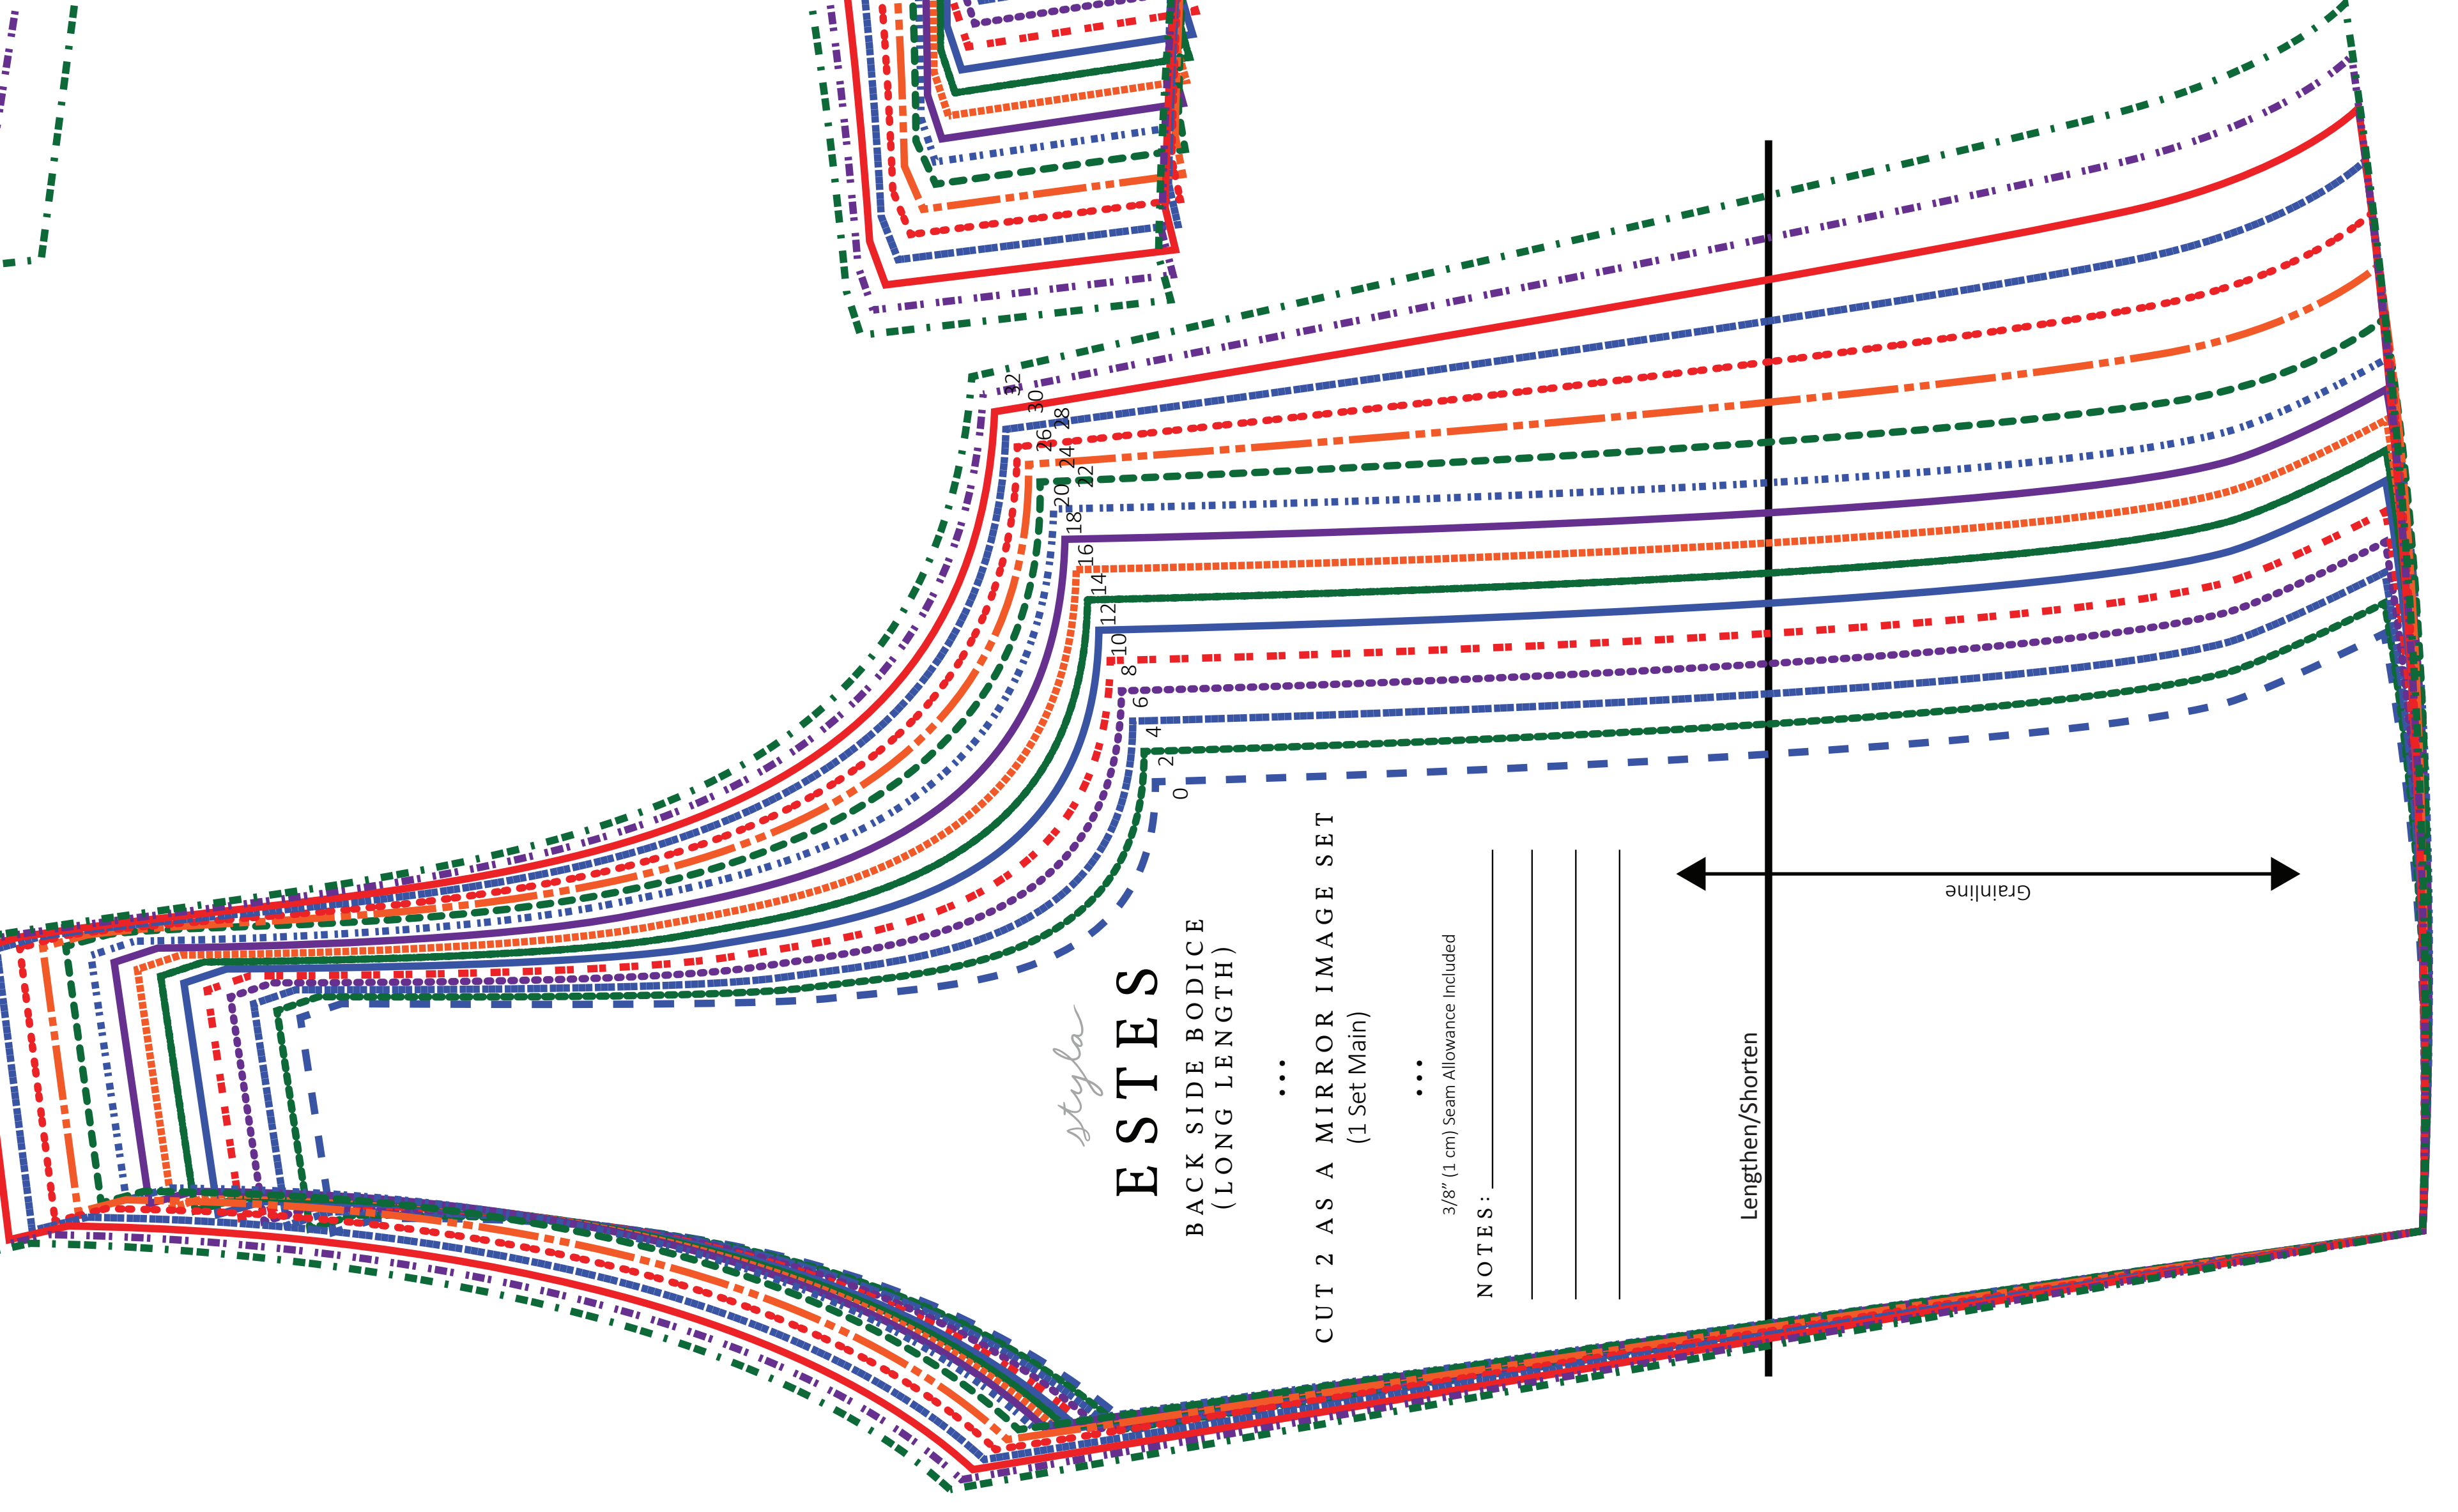 styla
ESTES
BACK SIDE BODICE
(LONG LENGTH)
...
CUT 2 AS A MIRROR IMAGE SET
(1 Set Main)
...
3/8” (1 cm) Seam Allowance Included
NOTES:
Lengthen/Shorten
Grainline
0
2
4
6
8
10
12
14
16
18
20
22
24
26
28
30
32